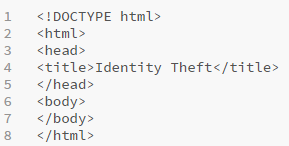 1 <!DOCTYPE html>
2 <html>
3 <head>
4 <title>Identity Theft</title>
5 </head>
6 <body>
7 </body>
8 </html>